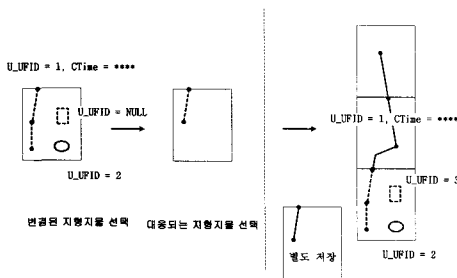 U_UFID = 1, CTime = ****
U_UFID = NULL
U_UFID = 2
변경된 지형지물 선택
대응되는 지형지물 선택
U_UFID = 1, CTime = ****
U_UFID = 3
별도 저장
U_UFID = 2